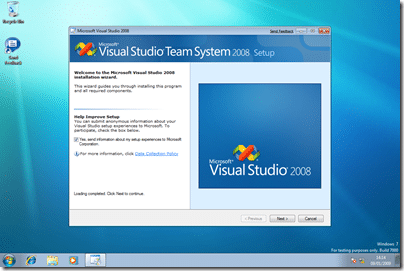 Recycle Bin
Send
Feedback
Microsoft Visual Studio 2008
Send Feedback
Microsoft®
Visual Studio Team System 2008 Setup
Welcome to the Microsoft Visual Studio 2008
installation wizard.
This wizard guides you through installing this program
and all required components.
Help Improve Setup
You can submit anonymous information about your
Visual Studio setup experiences to Microsoft. To
participate, check the box below.
Yes, send information about my setup experiences to Microsoft
Corporation.
For more information, click Data Collection Policy
Microsoft®
Visual Studio® 2008
Loading completed. Click Next to continue.
< Previous
Next >
Cancel
Windows 7
For testing purposes only. Build 7000
14:14